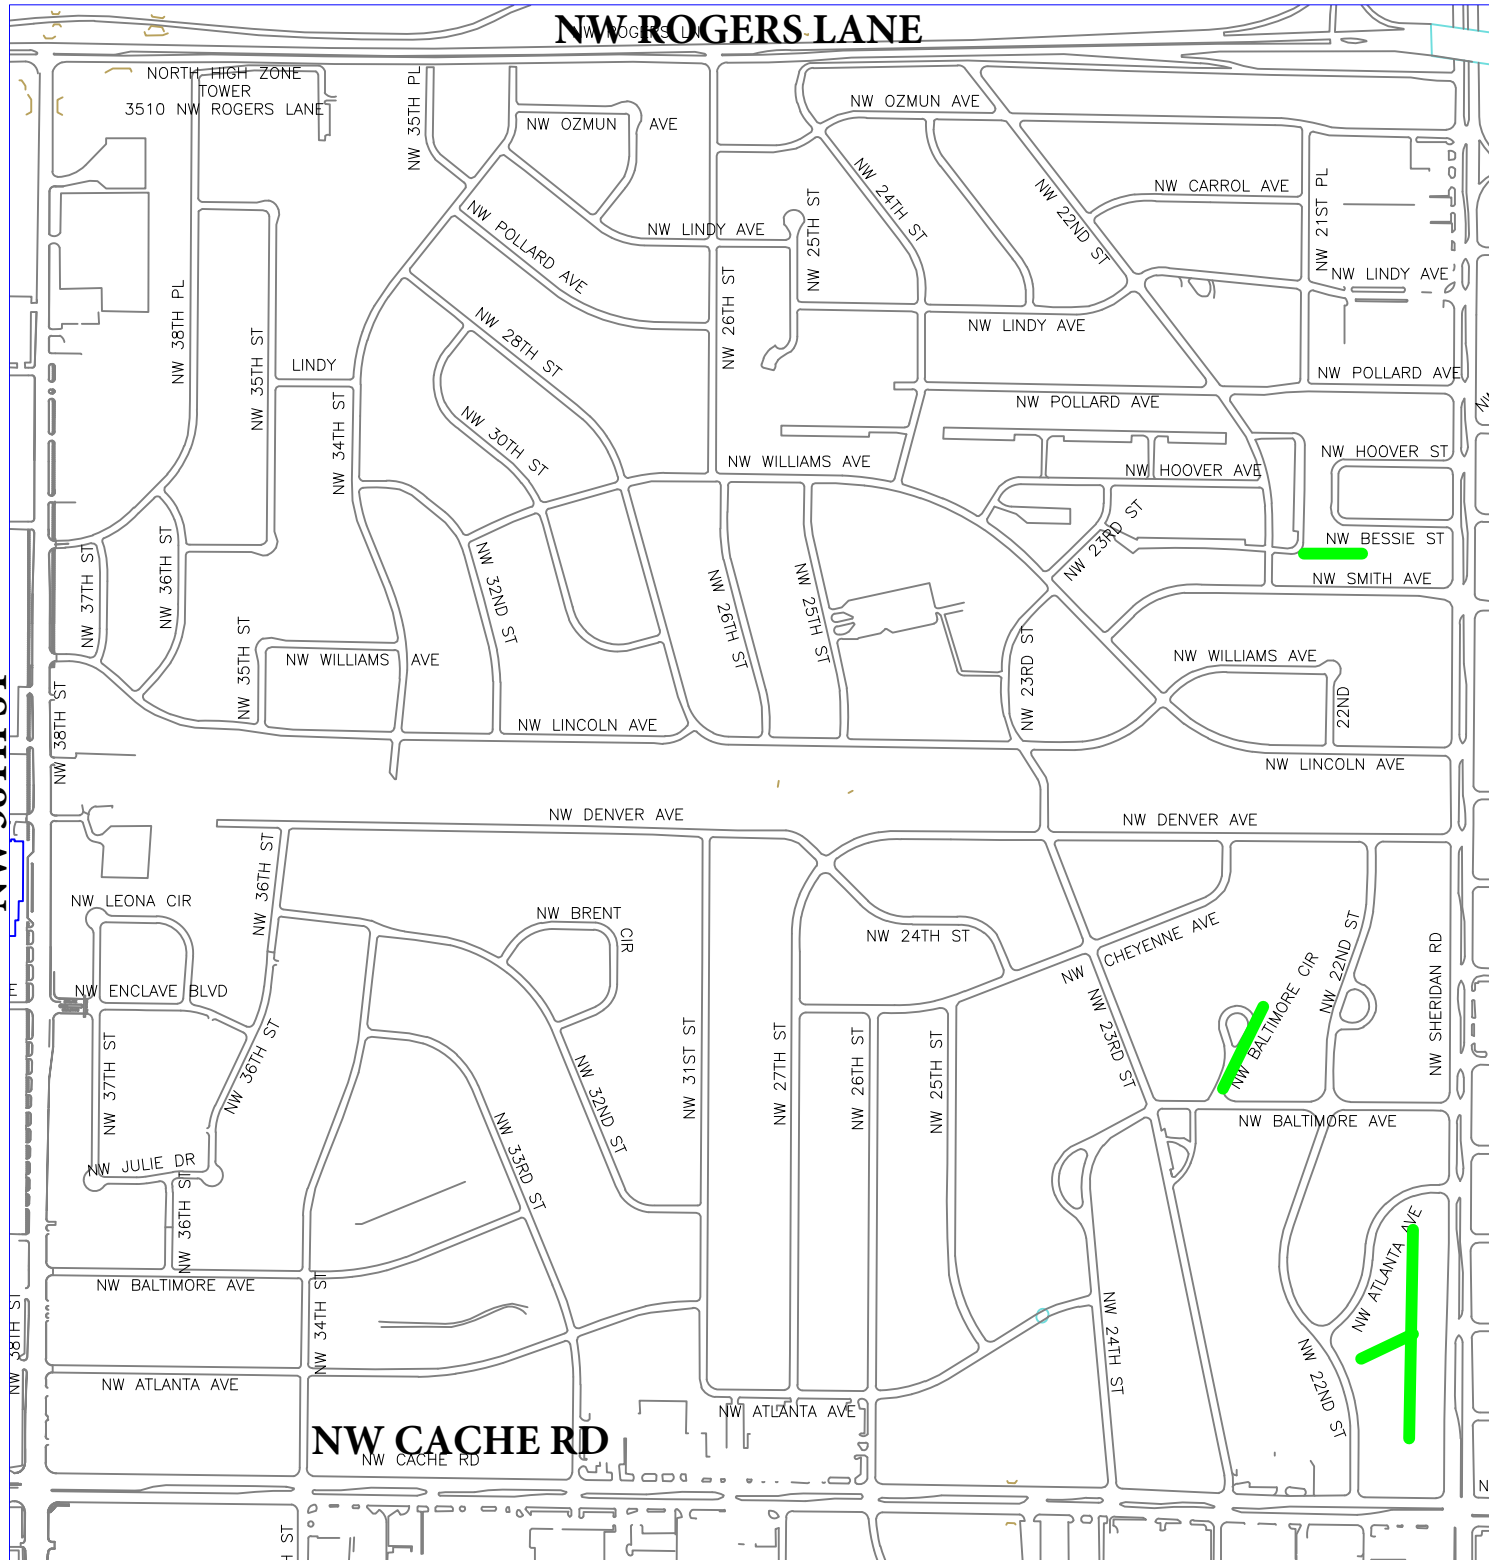 NW ROGERS LANE
NW ROGERS LN
NORTH HIGH ZONE
TOWER
3510 NW ROGERS LANE
NW 35TH PL
NW OZMUN AVE
NW OZMUN AVE
NW 24TH ST
NW 22ND ST
NW CARROL AVE
NW 21ST PL
NW POLLARD AVE
NW LINDY AVE
NW 25TH ST
NW 26TH ST
NW LINDY AVE
NW LINDY AVE
NW 38TH PL
NW 35TH ST
LINDY
NW 28TH ST
NW 34TH ST
NW 30TH ST
NW POLLARD AVE
NW POLLARD AVE
NW WILLIAMS AVE
NW HOOVER AVE
NW HOOVER ST
NW 23RD ST
NW BESSIE ST
NW SMITH AVE
NW 37TH ST
NW 36TH ST
NW 32ND ST
NW 26TH ST
NW 25TH ST
NW 23RD ST
NW 35TH ST
NW WILLIAMS AVE
NW WILLIAMS AVE
22ND
NW 38TH ST
NW LINCOLN AVE
NW LINCOLN AVE
NW DENVER AVE
NW DENVER AVE
NW 36TH ST
NW LEONA CIR
NW BRENT CIR
NW 24TH ST
NW CHEYENNE AVE
NW 22ND ST
NW SHERIDAN RD
E
NW ENCLAVE BLVD
NW 23RD ST
NW BALTIMORE CIR
NW 37TH ST
NW 36TH ST
NW 32ND ST
NW 31ST ST
NW 27TH ST
NW 26TH ST
NW 25TH ST
NW BALTIMORE AVE
NW JULIE DR
NW 36TH ST
NW 33RD ST
NW BALTIMORE AVE
NW 34TH ST
NW 38TH ST
NW ATLANTA AVE
NW 24TH ST
NW 22ND ST
NW ATLANTA AVE
NW ATLANTA AVE
NW CACHE RD
NW CACHE RD
N
H ST